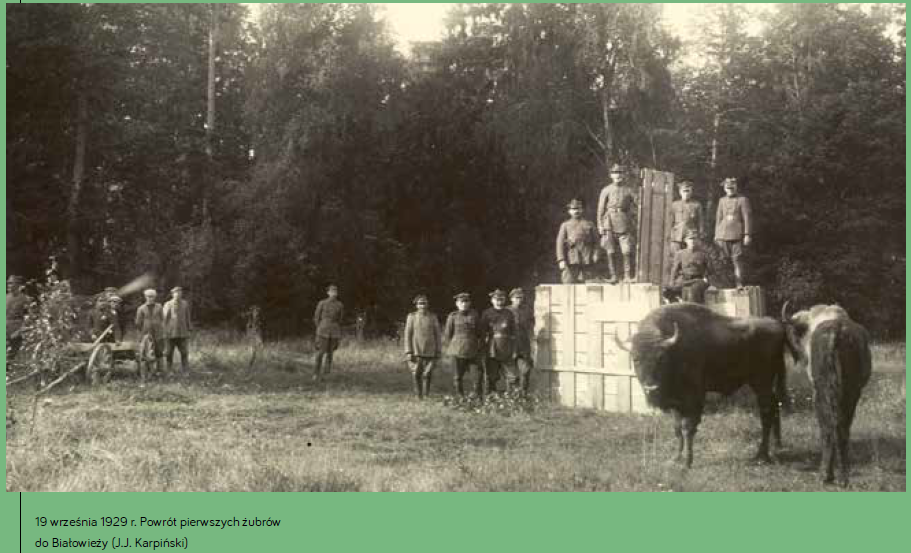 19 września 1929 r. Powrót pierwszych żubrów
do Białowieży (J.J. Karpiński)